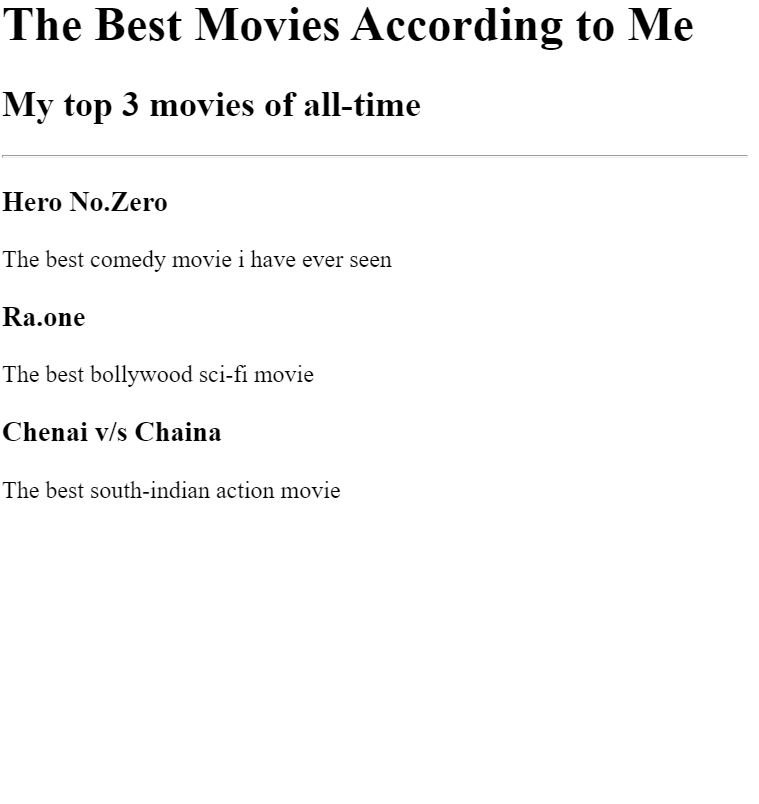 The Best Movies According to Me
My top 3 movies of all-time
Hero No.Zero
The best comedy movie i have ever seen
Ra.one
The best bollywood sci-fi movie
Chenai v/s Chaina
The best south-indian action movie